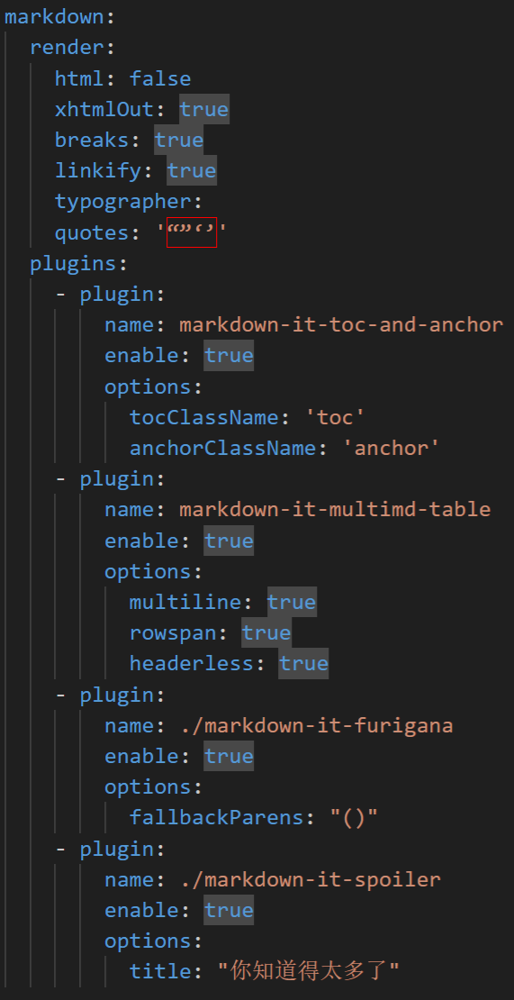 markdown:
  render:
    html: false
    xhtmlOut: true
    breaks: true
    linkify: true
    typographer:
    quotes: '“”‘’'
  plugins:
    - plugin:
        name: markdown-it-toc-and-anchor
        enable: true
        options:
          tocClassName: 'toc'
          anchorClassName: 'anchor'
    - plugin:
        name: markdown-it-multimd-table
        enable: true
        options:
          multiline: true
          rowspan: true
          headerless: true
    - plugin:
        name: ./markdown-it-furigana
        enable: true
        options:
          fallbackParens: "()"
    - plugin:
        name: ./markdown-it-spoiler
        enable: true
        options:
          title: "你知道得太多了"